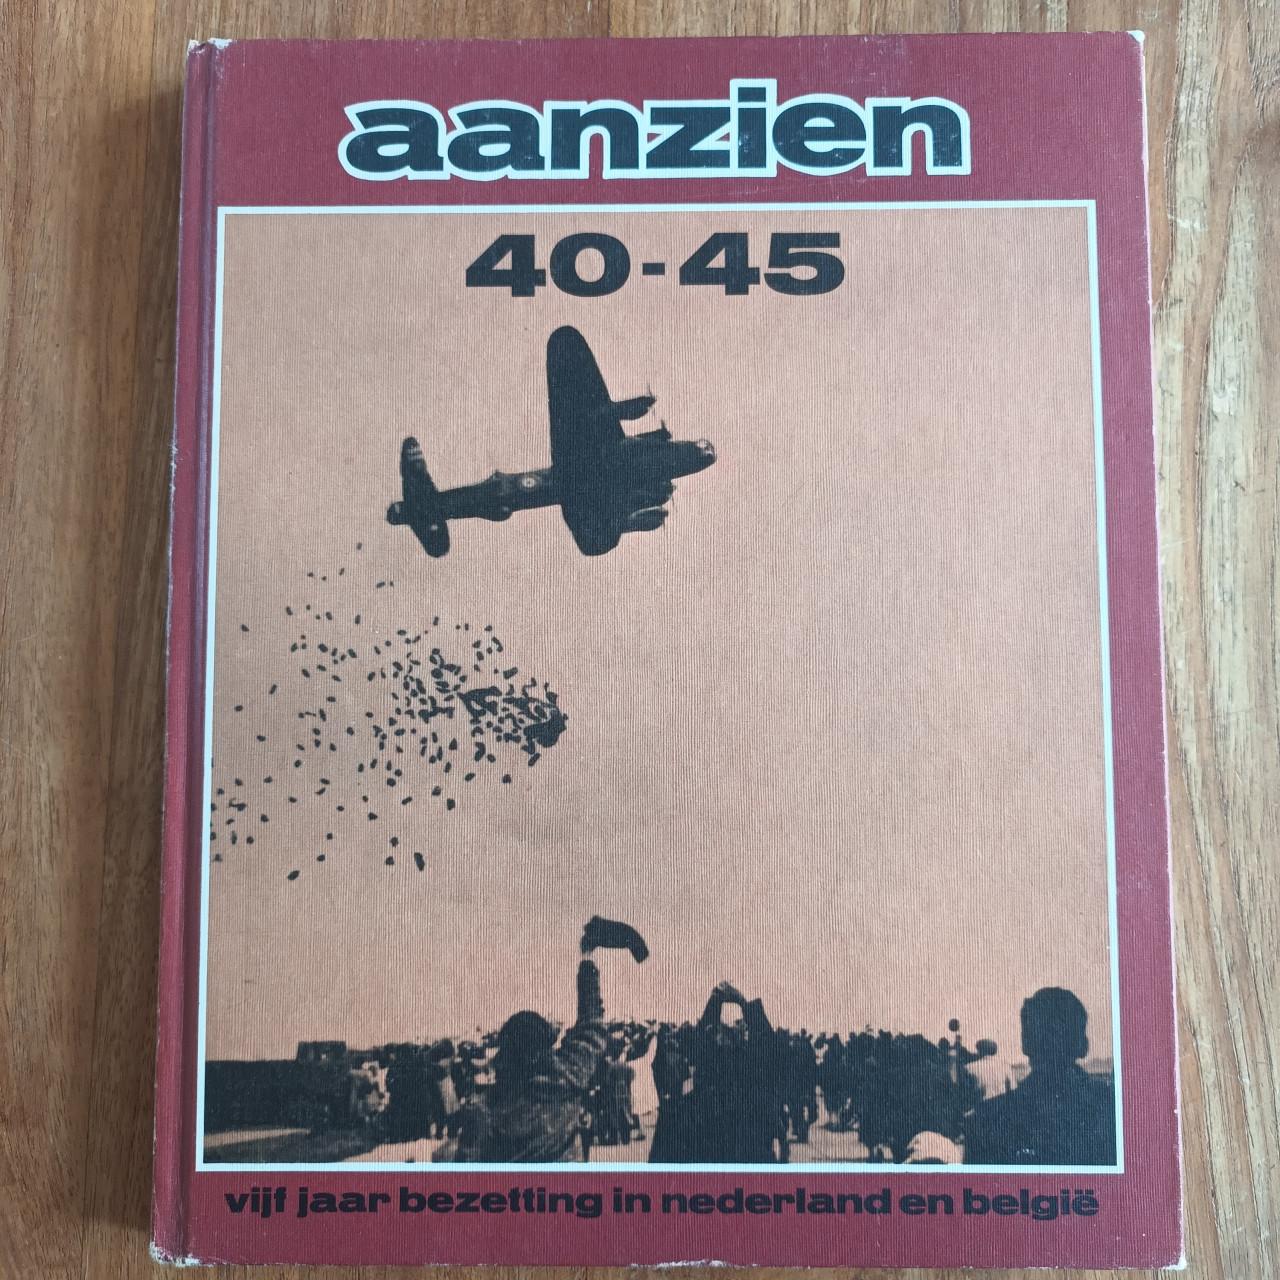 aanzien
40-45
vijf jaar bezetting in nederland en belgië